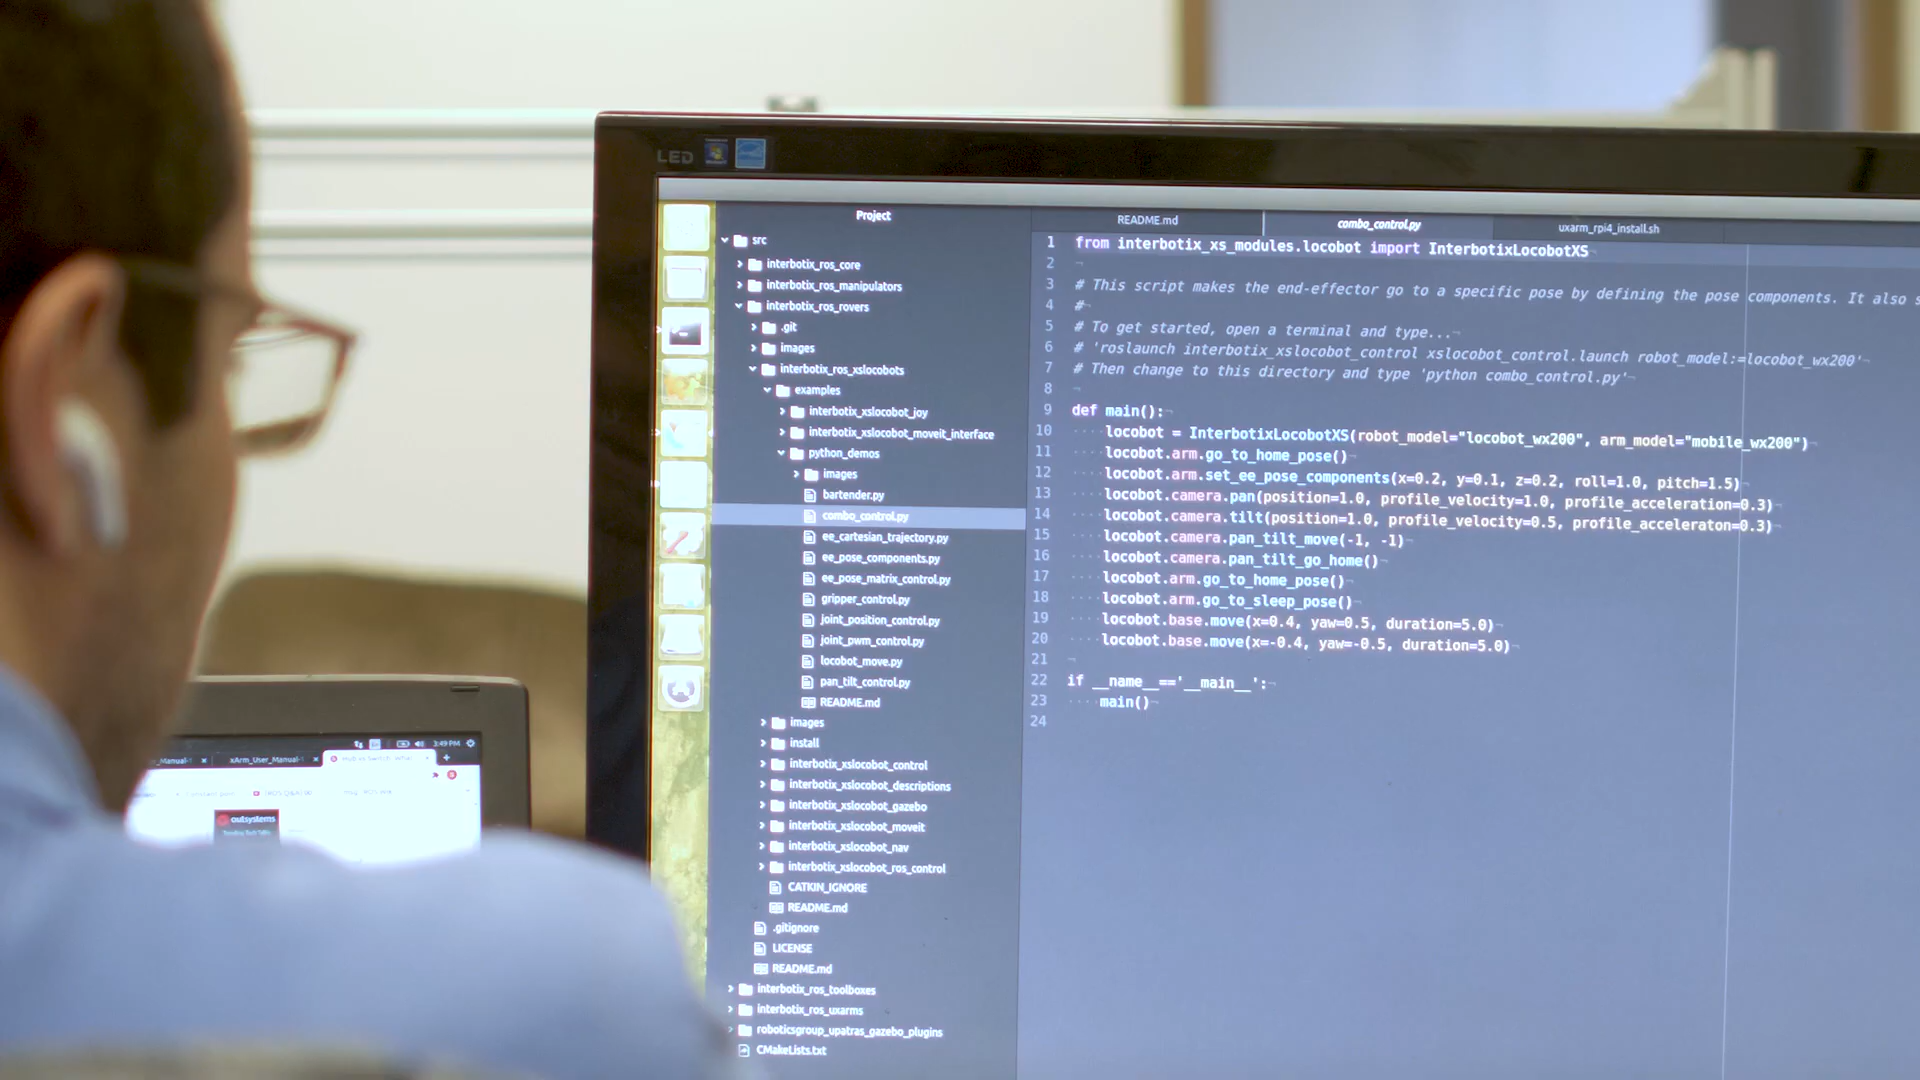 LED
Project
src
interbotix_ros_core
interbotix_ros_manipulators
interbotix_ros_rovers
.git
images
interbotix_ros_xslocobots
examples
interbotix_xslocobot_joy
interbotix_xslocobot_moveit_interface
python_demos
images
bartender.py
combo_control.py
ee_cartesian_trajectory.py
ee_pose_components.py
ee_pose_matrix_control.py
gripper_control.py
joint_position_control.py
joint_pwm_control.py
locobot_move.py
pan_tilt_control.py
README.md
images
install
interbotix_xslocobot_control
interbotix_xslocobot_descriptions
interbotix_xslocobot_gazebo
interbotix_xslocobot_moveit
interbotix_xslocobot_nav
interbotix_xslocobot_ros_control
CATKIN_IGNORE
README.md
.gitignore
LICENSE
README.md
interbotix_ros_toolboxes
interbotix_ros_uxarms
roboticsgroup_upatras_gazebo_plugins
CMakeLists.txt
README.md combo_control.py uxarm_rpi4_install.sh
1 from interbotix_xs_modules.locobot import InterbotixLocobotXS
2
3 # This script makes the end-effector go to a specific pose by defining the pose components. It also s
4 #
5 # To get started, open a terminal and type...
6 # 'roslaunch interbotix_xslocobot_control xslocobot_control.launch robot_model:=locobot_wx200'
7 # Then change to this directory and type 'python combo_control.py'
8
9 def main():
10 locobot = InterbotixLocobotXS(robot_model="locobot_wx200", arm_model="mobile_wx200")
11 locobot.arm.go_to_home_pose()
12 locobot.arm.set_ee_pose_components(x=0.2, y=0.1, z=0.2, roll=1.0, pitch=1.5)
13 locobot.camera.pan(position=1.0, profile_velocity=1.0, profile_acceleration=0.3)
14 locobot.camera.tilt(position=1.0, profile_velocity=0.5, profile_acceleraton=0.3)
15 locobot.camera.pan_tilt_move(-1, -1)
16 locobot.camera.pan_tilt_go_home()
17 locobot.arm.go_to_home_pose()
18 locobot.arm.go_to_sleep_pose()
19 locobot.base.move(x=0.4, yaw=0.5, duration=5.0)
20 locobot.base.move(x=-0.4, yaw=-0.5, duration=5.0)
21
22 if __name__=='__main__':
23 main()
24
3:49 PM
_Manual- xArm_User_Manual-
outsystems